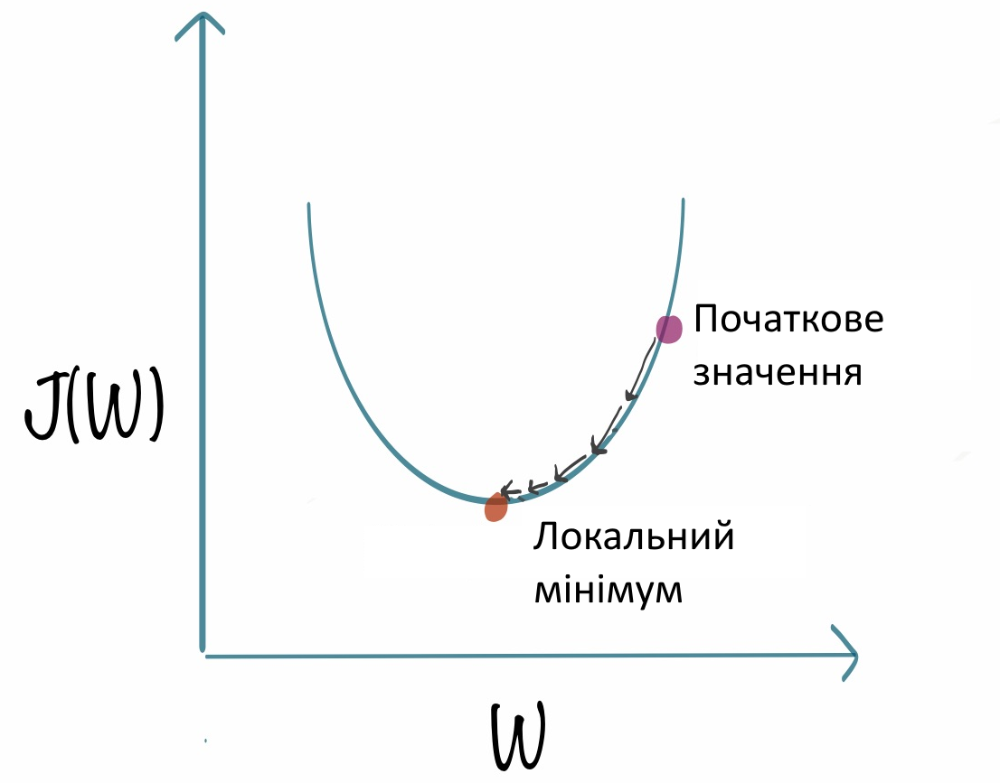 Початкове
значення
J(W)
Локальний
мінімум
W